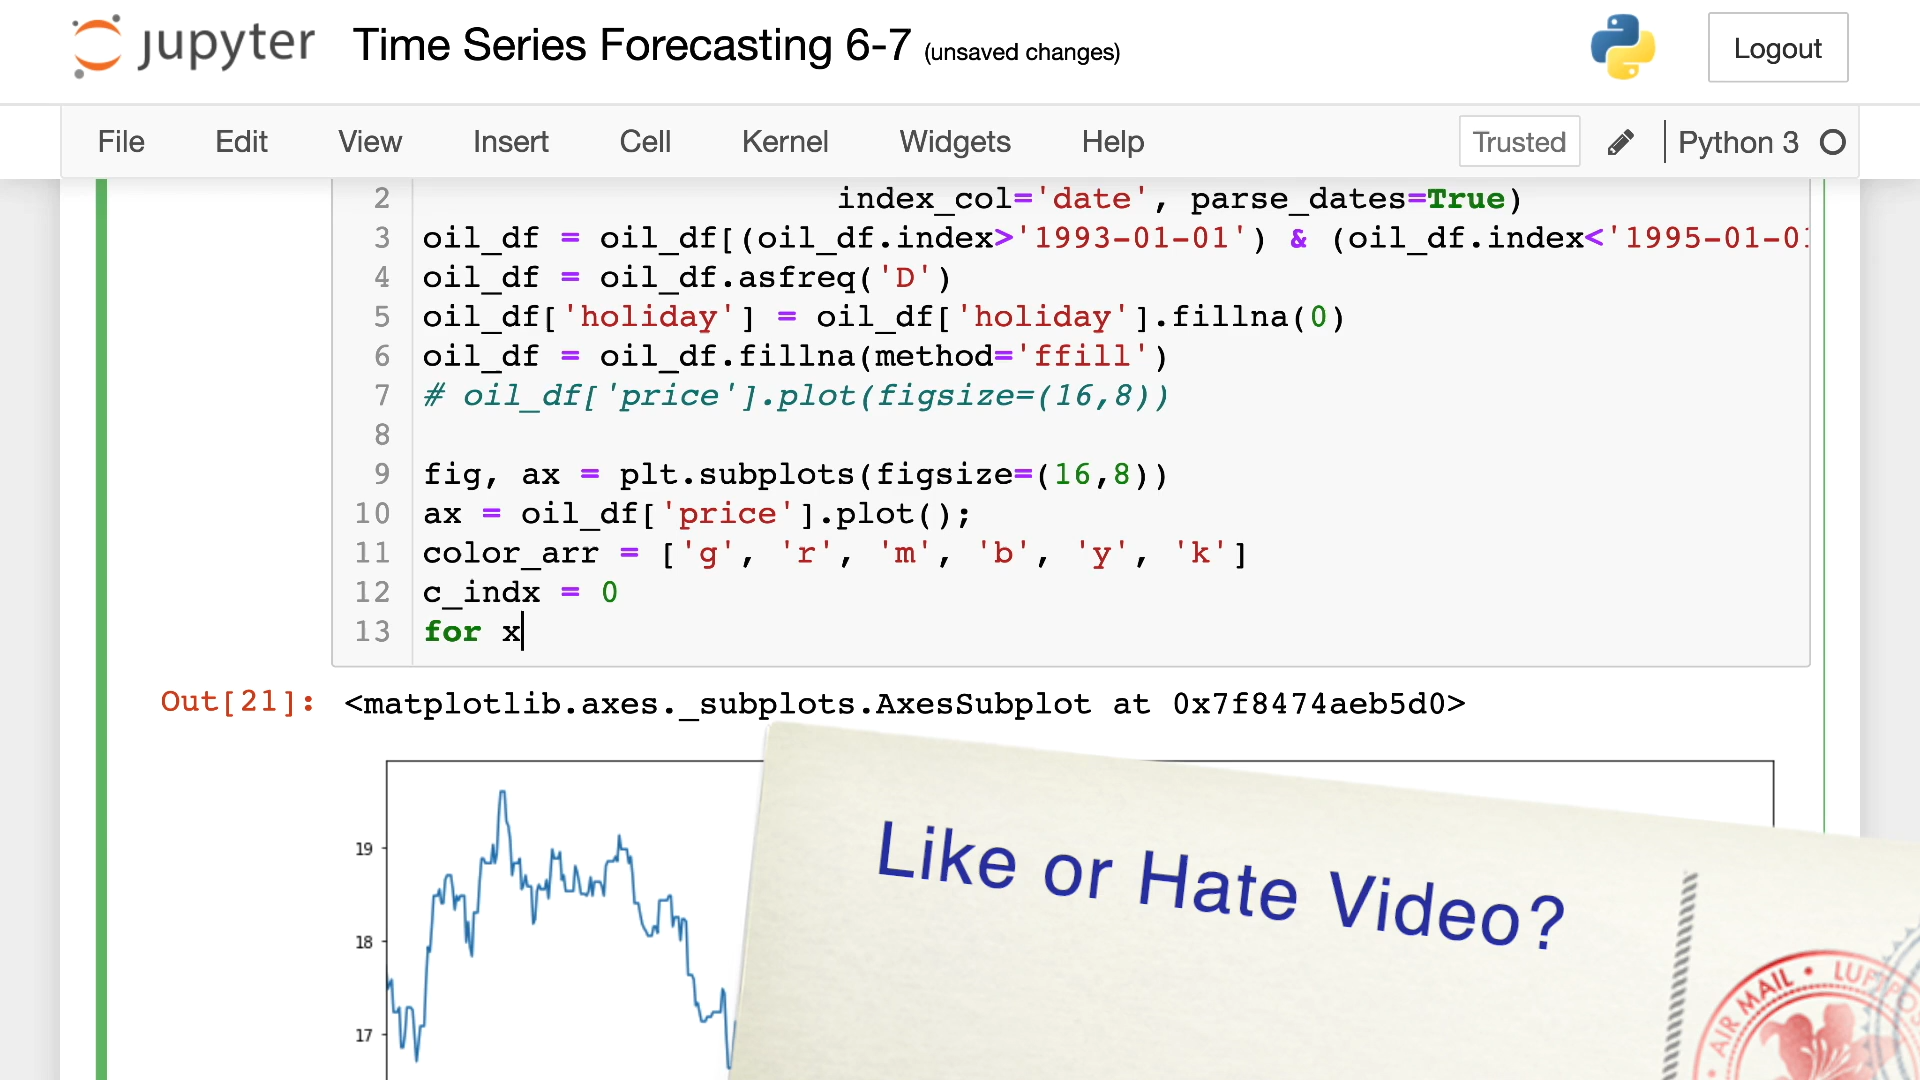 jupyter Time Series Forecasting 6-7 (unsaved changes)
Logout
File Edit View Insert Cell Kernel Widgets Help
Trusted
Python 3
2 index_col='date', parse_dates=True)
3 oil_df = oil_df[(oil_df.index>'1993-01-01') & (oil_df.index<'1995-01-0
4 oil_df = oil_df.asfreq('D')
5 oil_df['holiday'] = oil_df['holiday'].fillna(0)
6 oil_df = oil_df.fillna(method='ffill')
7 # oil_df['price'].plot(figsize=(16,8))
8
9 fig, ax = plt.subplots(figsize=(16,8))
10 ax = oil_df['price'].plot();
11 color_arr = ['g', 'r', 'm', 'b', 'y', 'k']
12 c_indx = 0
13 for x
Out[21]: <matplotlib.axes._subplots.AxesSubplot at 0x7f8474aeb5d0>
19
18
17
Like or Hate Video?
AIR MAIL